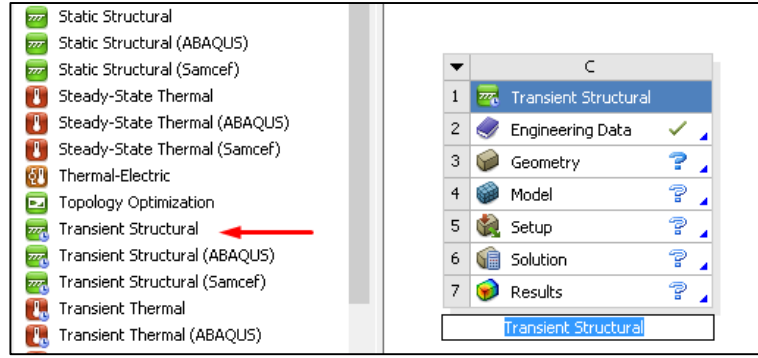 Static Structural
Static Structural (ABAQUS)
Static Structural (Samcef)
Steady-State Thermal
Steady-State Thermal (ABAQUS)
Steady-State Thermal (Samcef)
Thermal-Electric
Topology Optimization
Transient Structural
Transient Structural (ABAQUS)
Transient Structural (Samcef)
Transient Thermal
Transient Thermal (ABAQUS)
C
1 Transient Structural
2 Engineering Data
3 Geometry ?
4 Model ?
5 Setup ?
6 Solution ?
7 Results ?
Transient Structural